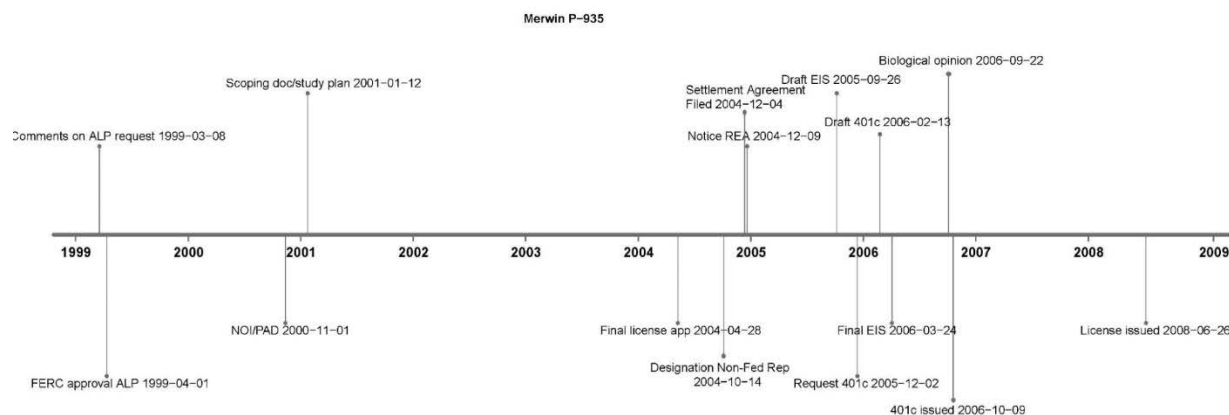 Merwin P−935
Biological opinion 2006−09−22
Scoping doc/study plan 2001−01−12
Draft EIS 2005−09−26
Settlement Agreement
Filed 2004−12−04
Draft 401c 2006−02−13
Comments on ALP request 1999−03−08
Notice REA 2004−12−09
1999 2000 2001 2002 2003 2004 2005 2006 2007 2008 2009
NOI/PAD 2000−11−01
Final license app 2004−04−28
Final EIS 2006−03−24
License issued 2008−06−26
Designation Non−Fed Rep
2004−10−14
FERC approval ALP 1999−04−01
Request 401c 2005−12−02
401c issued 2006−10−09